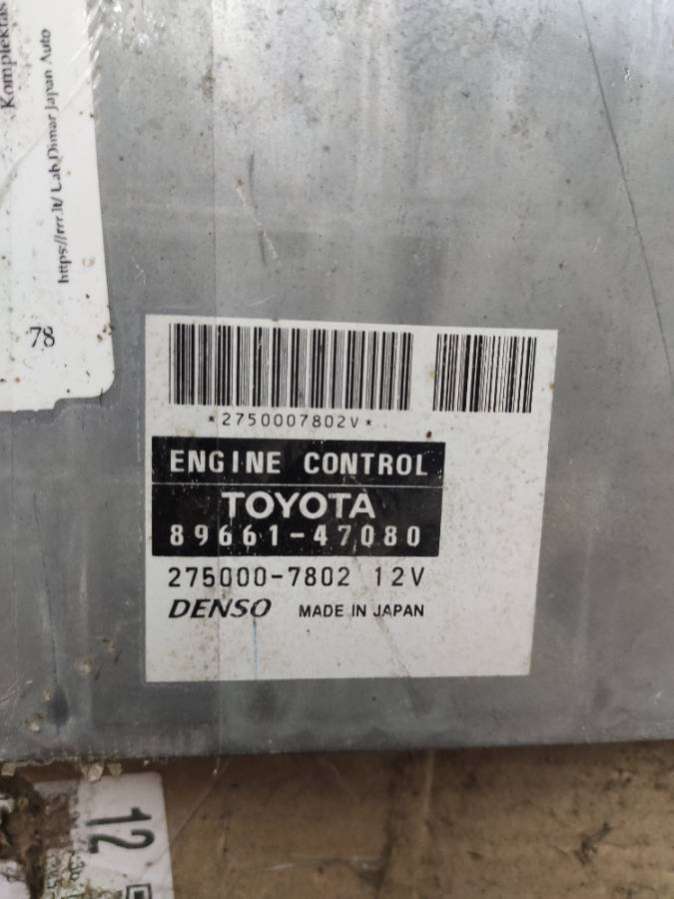 Komplektas
https://rrr.lt/ Lab Dimar Japan Auto
78
*2750007802V*
ENGINE CONTROL
TOYOTA
89661-47080
275000-7802 12V
DENSO MADE IN JAPAN
12